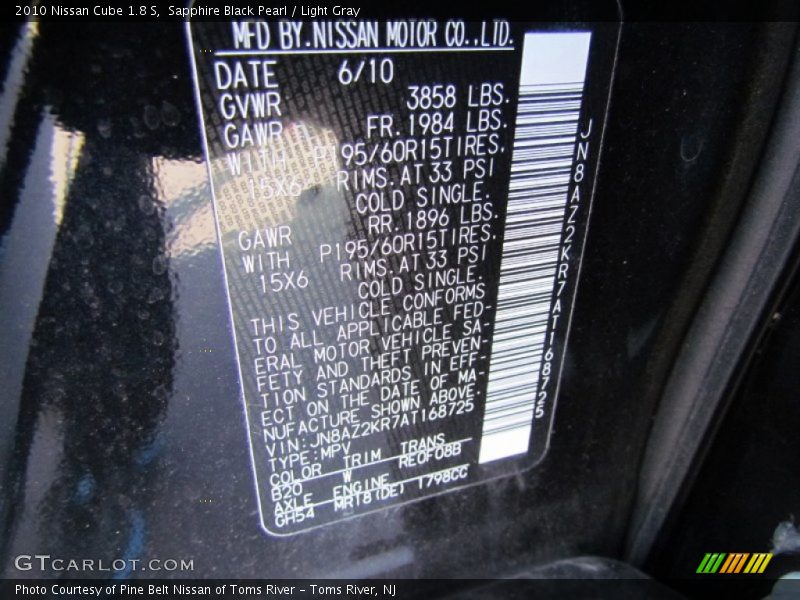 2010 Nissan Cube 1.8 S, Sapphire Black Pearl / Light Gray
MFD BY.NISSAN MOTOR CO.,LTD.
DATE 6/10
GVWR 3858 LBS.
GAWR FR.1984 LBS.
WITH P195/60R15TIRES.
15X6 RIMS.AT 33 PSI
COLD SINGLE.
GAWR RR.1896 LBS.
WITH P195/60R15TIRES.
15X6 RIMS.AT 33 PSI
COLD SINGLE.
THIS VEHICLE CONFORMS
TO ALL APPLICABLE FED-
ERAL MOTOR VEHICLE SA-
FETY AND THEFT PREVEN-
TION STANDARDS IN EFF-
ECT ON THE DATE OF MA-
NUFACTURE SHOWN ABOVE.
VIN:JN8AZ2KR7AT168725
TYPE:MPV
COLOR TRIM TRANS
B20 W RE0F08B
AXLE ENGINE
GH54 MR18(DE) 1798CC
JN8AZ2KR7AT168725
GTCARLOT.COM
Photo Courtesy of Pine Belt Nissan of Toms River – Toms River, NJ